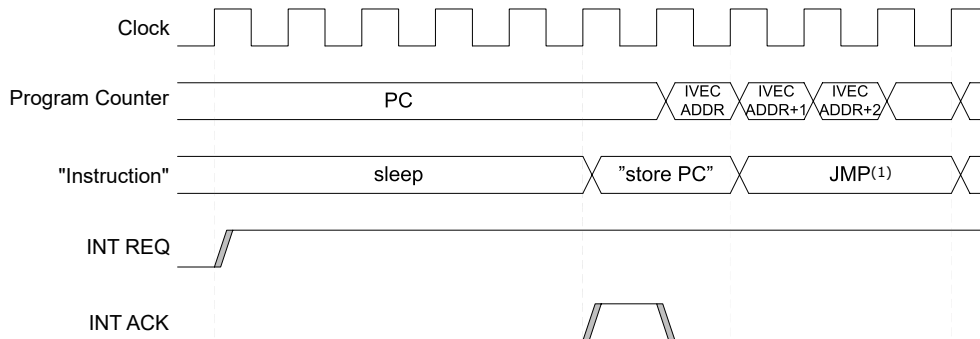 Clock
Program Counter
PC
IVEC
ADDR
IVEC
ADDR+1
IVEC
ADDR+2
"Instruction"
sleep
”store PC”
JMP(1)
INT REQ
INT ACK